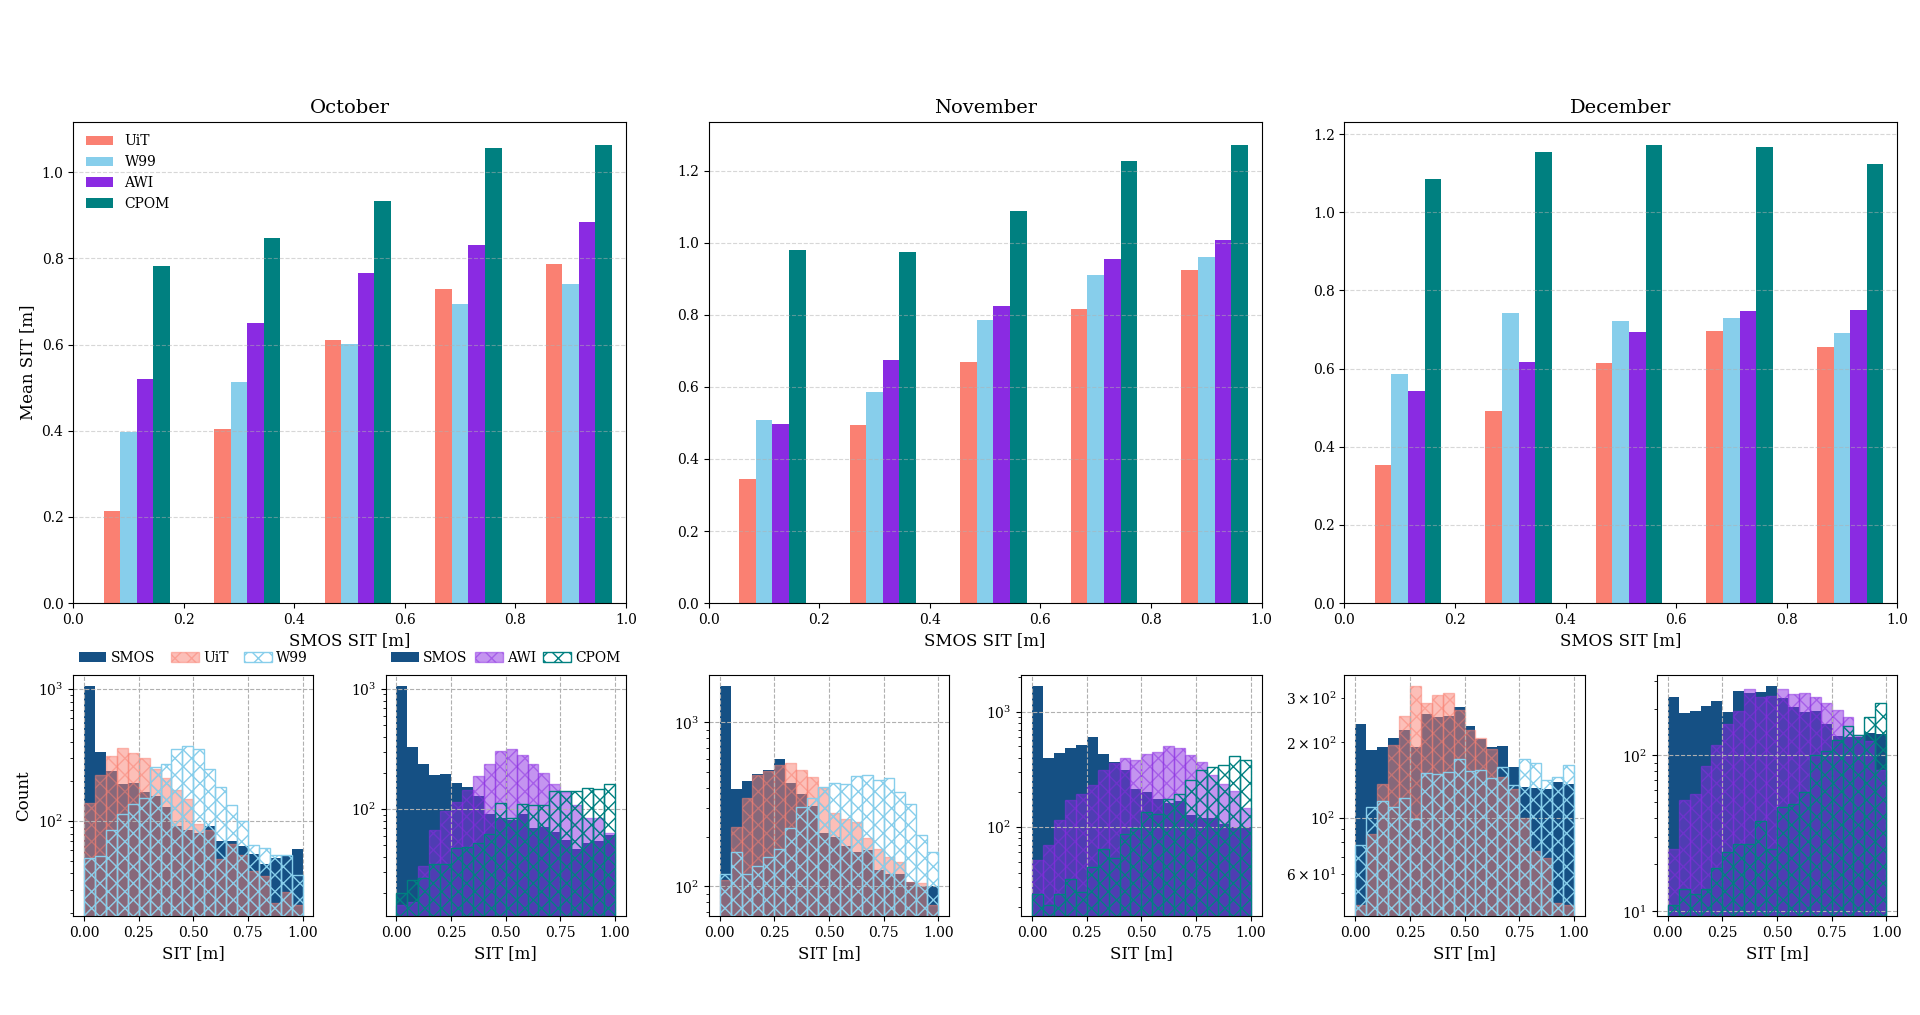 October
November
December
UiT
W99
AWI
CPOM
Mean SIT [m]
0.0
0.2
0.4
0.6
0.8
1.0
0.0 0.2 0.4 0.6 0.8 1.0
SMOS SIT [m]
0.0
0.2
0.4
0.6
0.8
1.0
1.2
0.0 0.2 0.4 0.6 0.8 1.0
SMOS SIT [m]
0.0
0.2
0.4
0.6
0.8
1.0
1.2
0.0 0.2 0.4 0.6 0.8 1.0
SMOS SIT [m]
SMOS UiT W99
SMOS AWI CPOM
Count
10³
10²
0.00 0.25 0.50 0.75 1.00
SIT [m]
10³
10²
0.00 0.25 0.50 0.75 1.00
SIT [m]
10³
10²
0.00 0.25 0.50 0.75 1.00
SIT [m]
10³
10²
0.00 0.25 0.50 0.75 1.00
SIT [m]
3 × 10²
2 × 10²
10²
6 × 10¹
0.00 0.25 0.50 0.75 1.00
SIT [m]
10²
10¹
0.00 0.25 0.50 0.75 1.00
SIT [m]